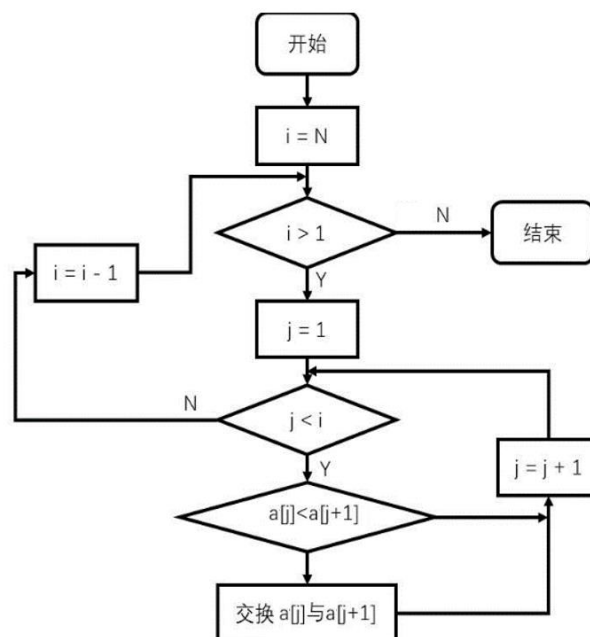 开始
i = N
i > 1
N
结束
i = i - 1
Y
j = 1
N
j < i
Y
j = j + 1
a[j]<a[j+1]
交换 a[j]与a[j+1]